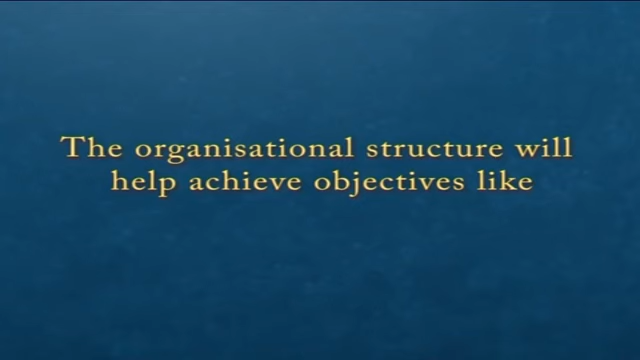 The organisational structure will
help achieve objectives like